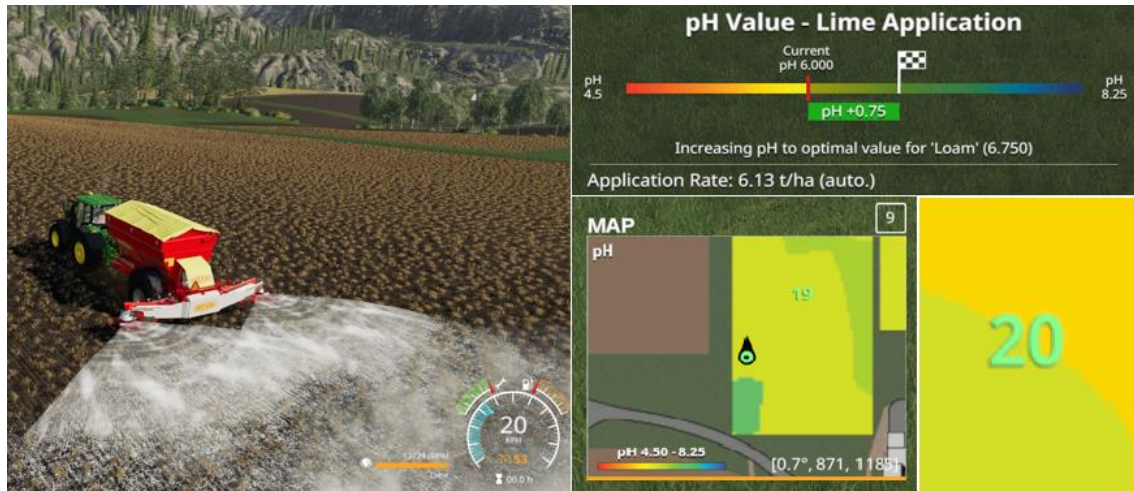 pH Value - Lime Application
Current
pH 6.000
pH
4.5
pH
8.25
pH +0.75
Increasing pH to optimal value for 'Loam' (6.750)
Application Rate: 6.13 t/ha (auto.)
MAP
9
pH
19
pH 4.50 - 8.25
[0.7°, 871, 1185]
20
20
KPH
53
00.0 h